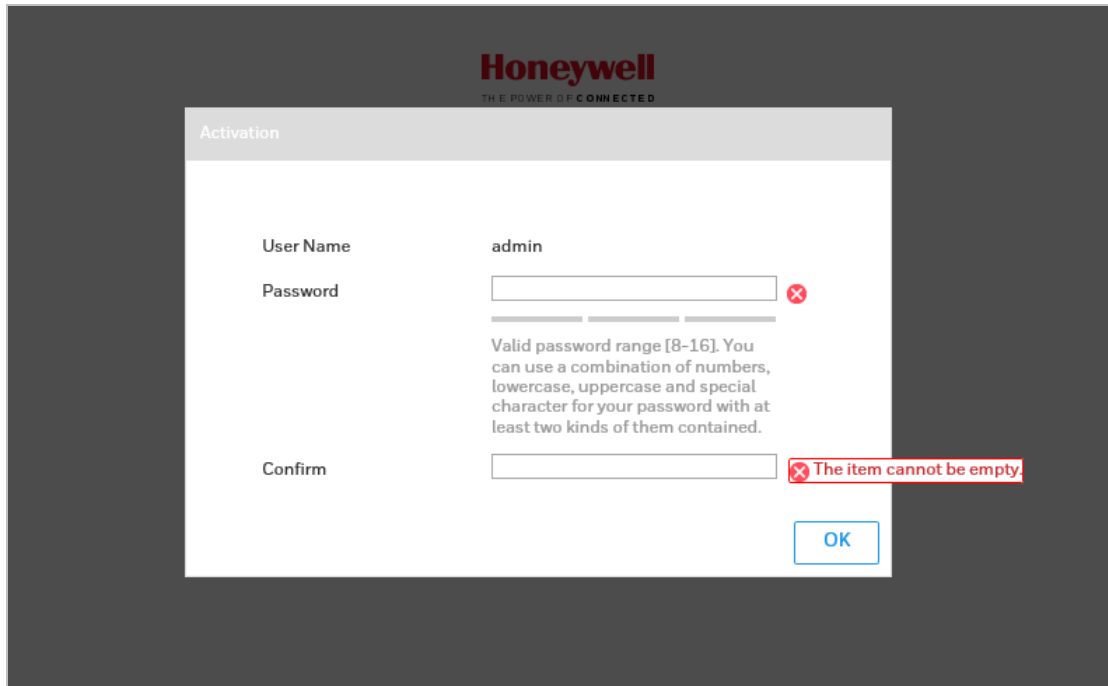 Honeywell
THE POWER OF CONNECTED
Activation
User Name
admin
Password
Valid password range [8-16]. You
can use a combination of numbers,
lowercase, uppercase and special
character for your password with at
least two kinds of them contained.
Confirm
The item cannot be empty.
OK